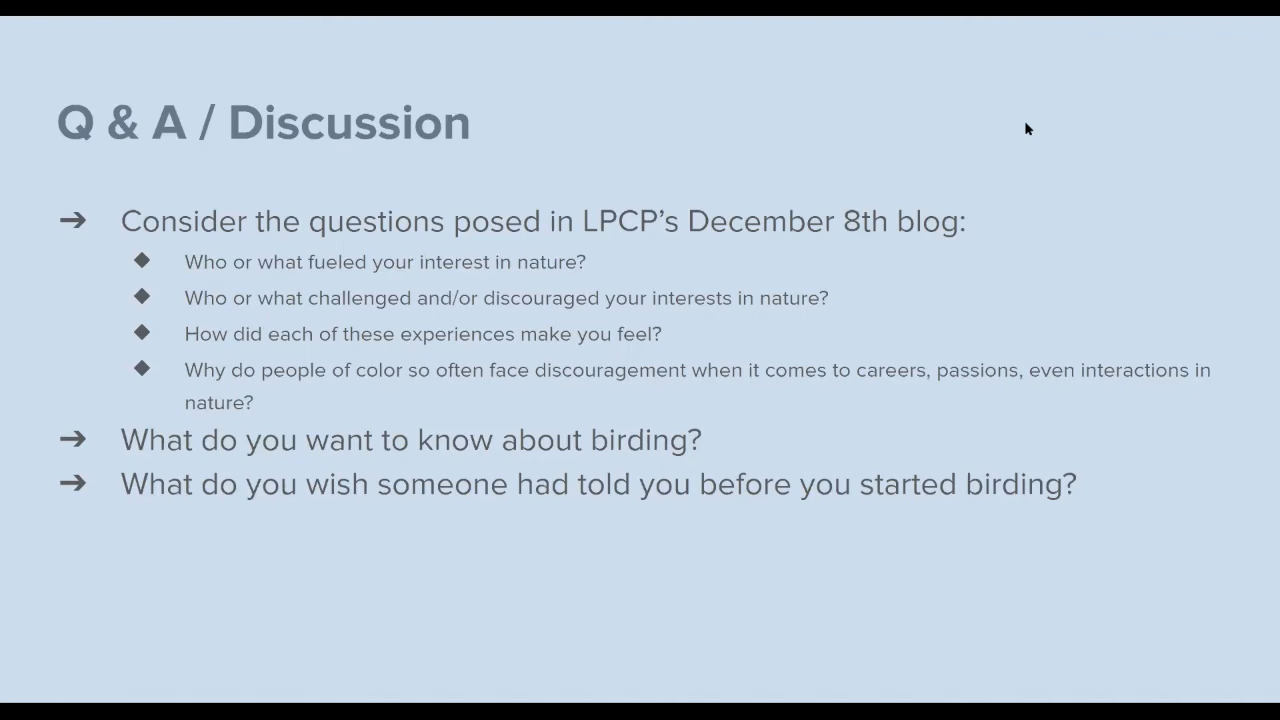 Q & A / Discussion
➔ Consider the questions posed in LPCP’s December 8th blog:
◆ Who or what fueled your interest in nature?
◆ Who or what challenged and/or discouraged your interests in nature?
◆ How did each of these experiences make you feel?
◆ Why do people of color so often face discouragement when it comes to careers, passions, even interactions in
nature?
➔ What do you want to know about birding?
➔ What do you wish someone had told you before you started birding?